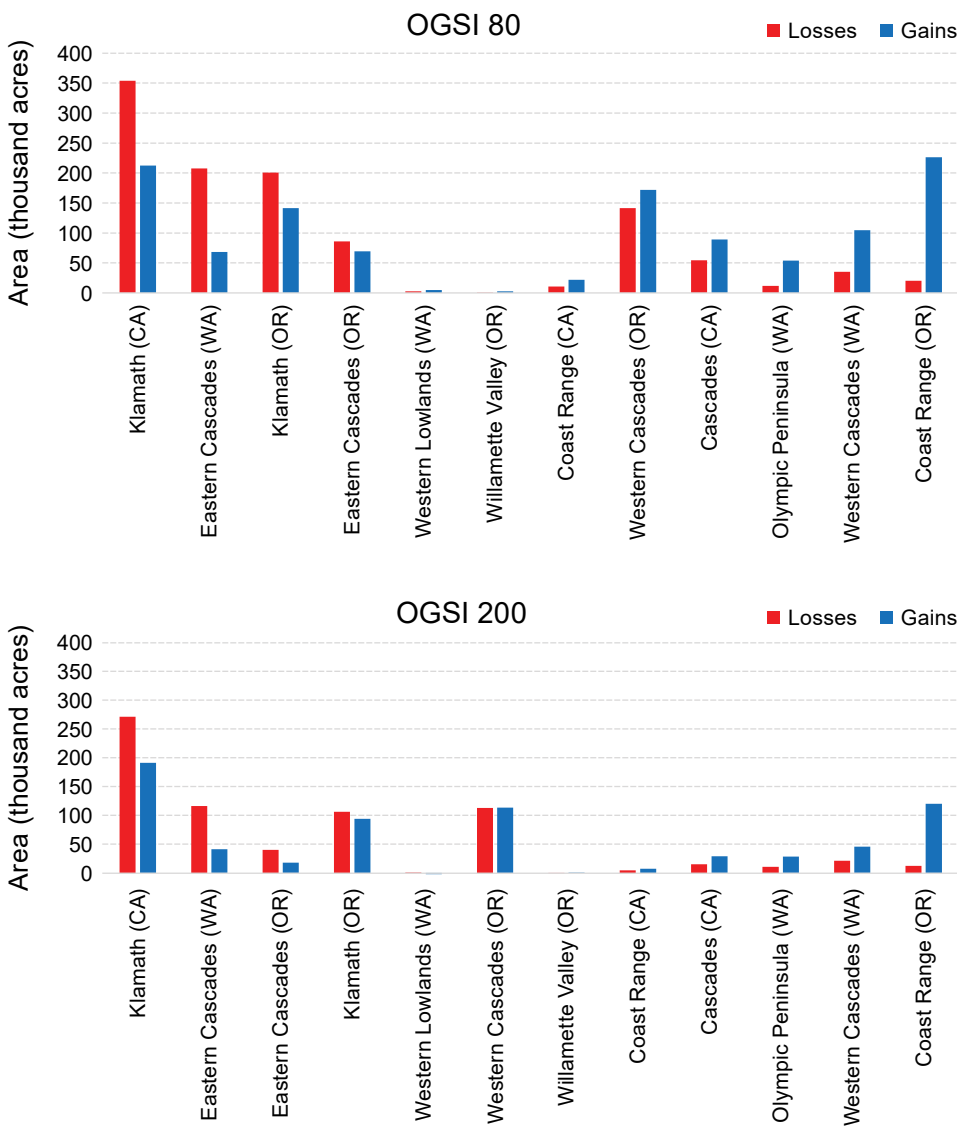 OGSI 80
Losses Gains
Area (thousand acres)
400
350
300
250
200
150
100
50
0
Klamath (CA)
Eastern Cascades (WA)
Klamath (OR)
Eastern Cascades (OR)
Western Lowlands (WA)
Willamette Valley (OR)
Coast Range (CA)
Western Cascades (OR)
Cascades (CA)
Olympic Peninsula (WA)
Western Cascades (WA)
Coast Range (OR)
OGSI 200
Losses Gains
Area (thousand acres)
400
350
300
250
200
150
100
50
0
Klamath (CA)
Eastern Cascades (WA)
Eastern Cascades (OR)
Klamath (OR)
Western Lowlands (WA)
Western Cascades (OR)
Willamette Valley (OR)
Coast Range (CA)
Cascades (CA)
Olympic Peninsula (WA)
Western Cascades (WA)
Coast Range (OR)